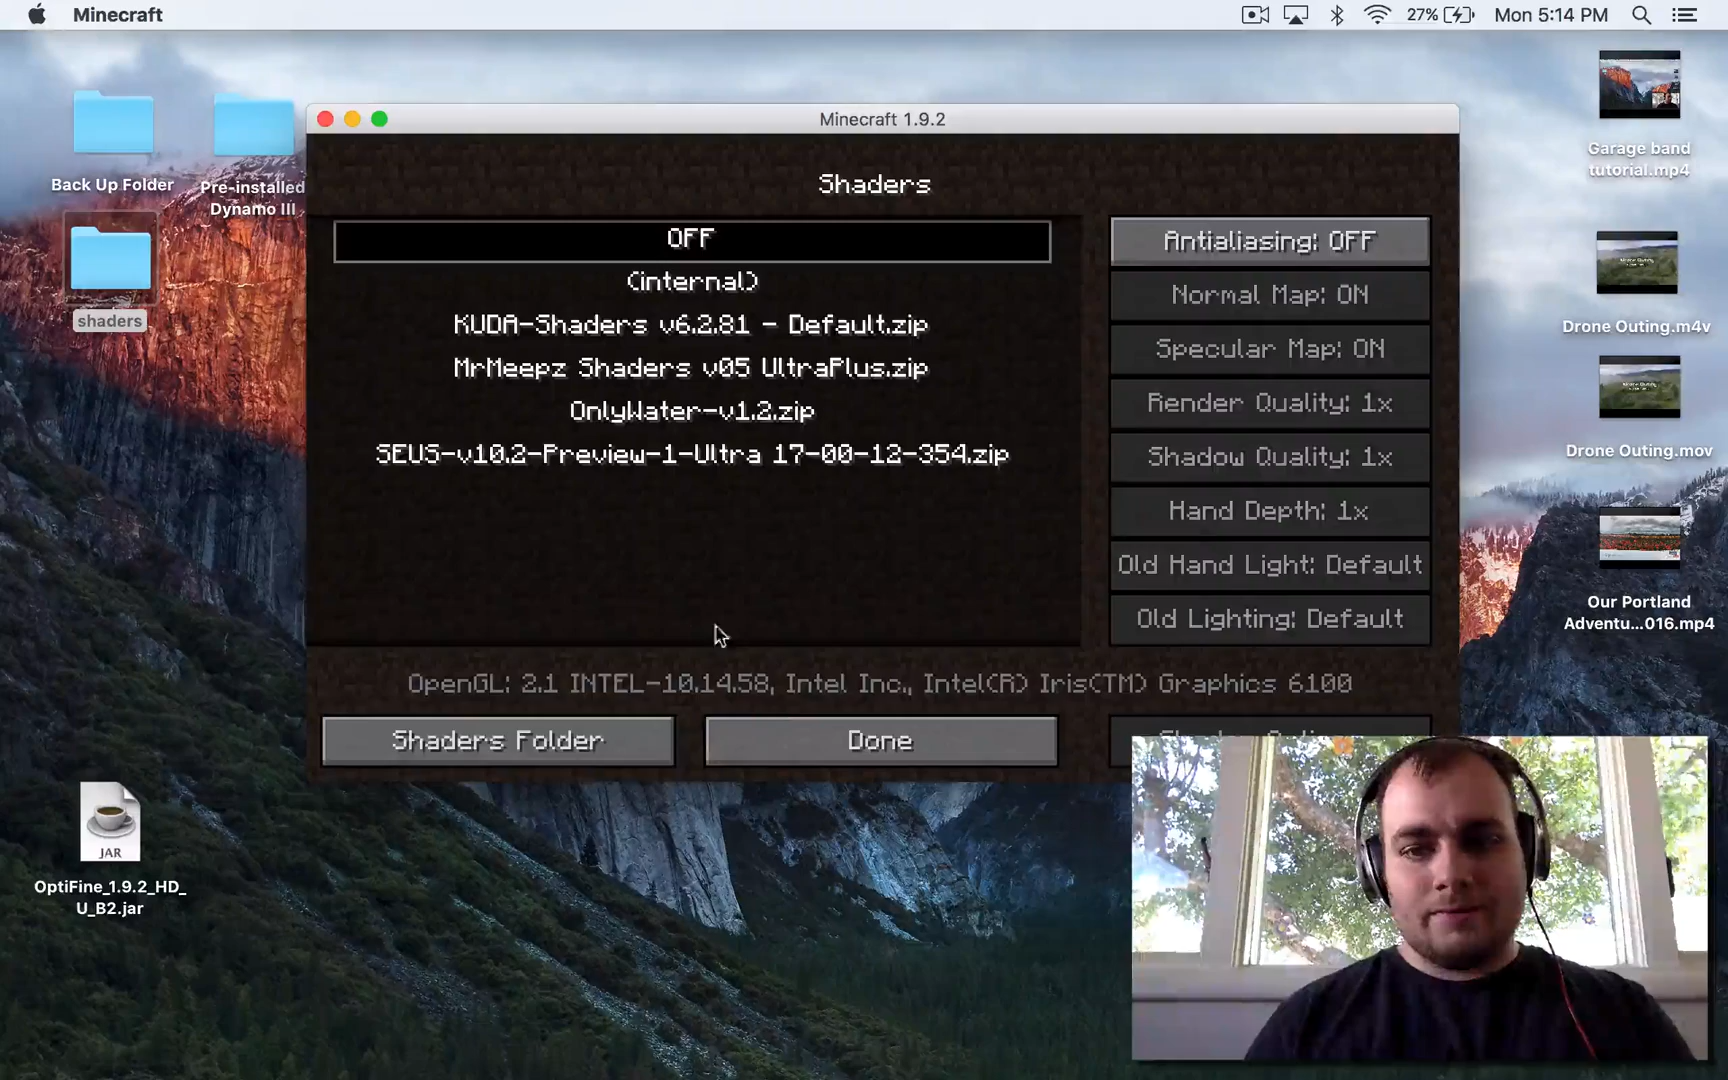 Minecraft
27%
Mon 5:14 PM
Back Up Folder
Pre-installed
Dynamo III
shaders
JAR
OptiFine_1.9.2_HD_
U_B2.jar
Minecraft 1.9.2
Shaders
OFF
(internal)
KUDA-Shaders v6.2.81 - Default.zip
MrMeepz Shaders v05 UltraPlus.zip
OnlyWater-v1.2.zip
SEUS-v10.2-Preview-1-Ultra 17-00-12-354.zip
Antialiasing: OFF
Normal Map: ON
Specular Map: ON
Render Quality: 1x
Shadow Quality: 1x
Hand Depth: 1x
Old Hand Light: Default
Old Lighting: Default
OpenGL: 2.1 INTEL-10.14.58, Intel Inc., Intel(R) Iris(TM) Graphics 6100
Shaders Folder
Done
Garage band
tutorial.mp4
Drone Outing.m4v
Drone Outing.mov
Our Portland
Adventu...016.mp4